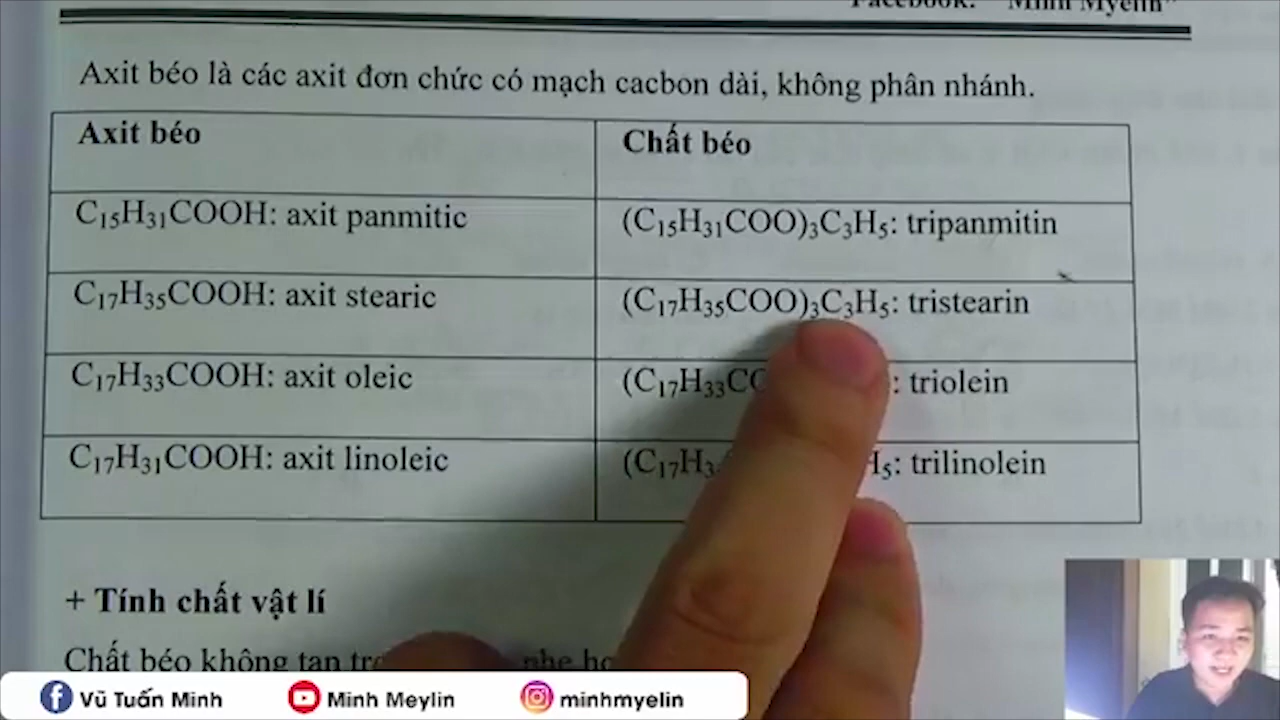 Facebook: "Minh Myelin"
Axit béo là các axit đơn chức có mạch cacbon dài, không phân nhánh.
Axit béo Chất béo
C₁₅H₃₁COOH: axit panmitic (C₁₅H₃₁COO)₃C₃H₅: tripanmitin
C₁₇H₃₅COOH: axit stearic (C₁₇H₃₅COO)₃C₃H₅: tristearin
C₁₇H₃₃COOH: axit oleic (C₁₇H₃₃CO : triolein
C₁₇H₃₁COOH: axit linoleic (C₁₇H₃ H₅: trilinolein
+ Tính chất vật lí
Chất béo không tan
Vũ Tuấn Minh Minh Meylin minhmyelin